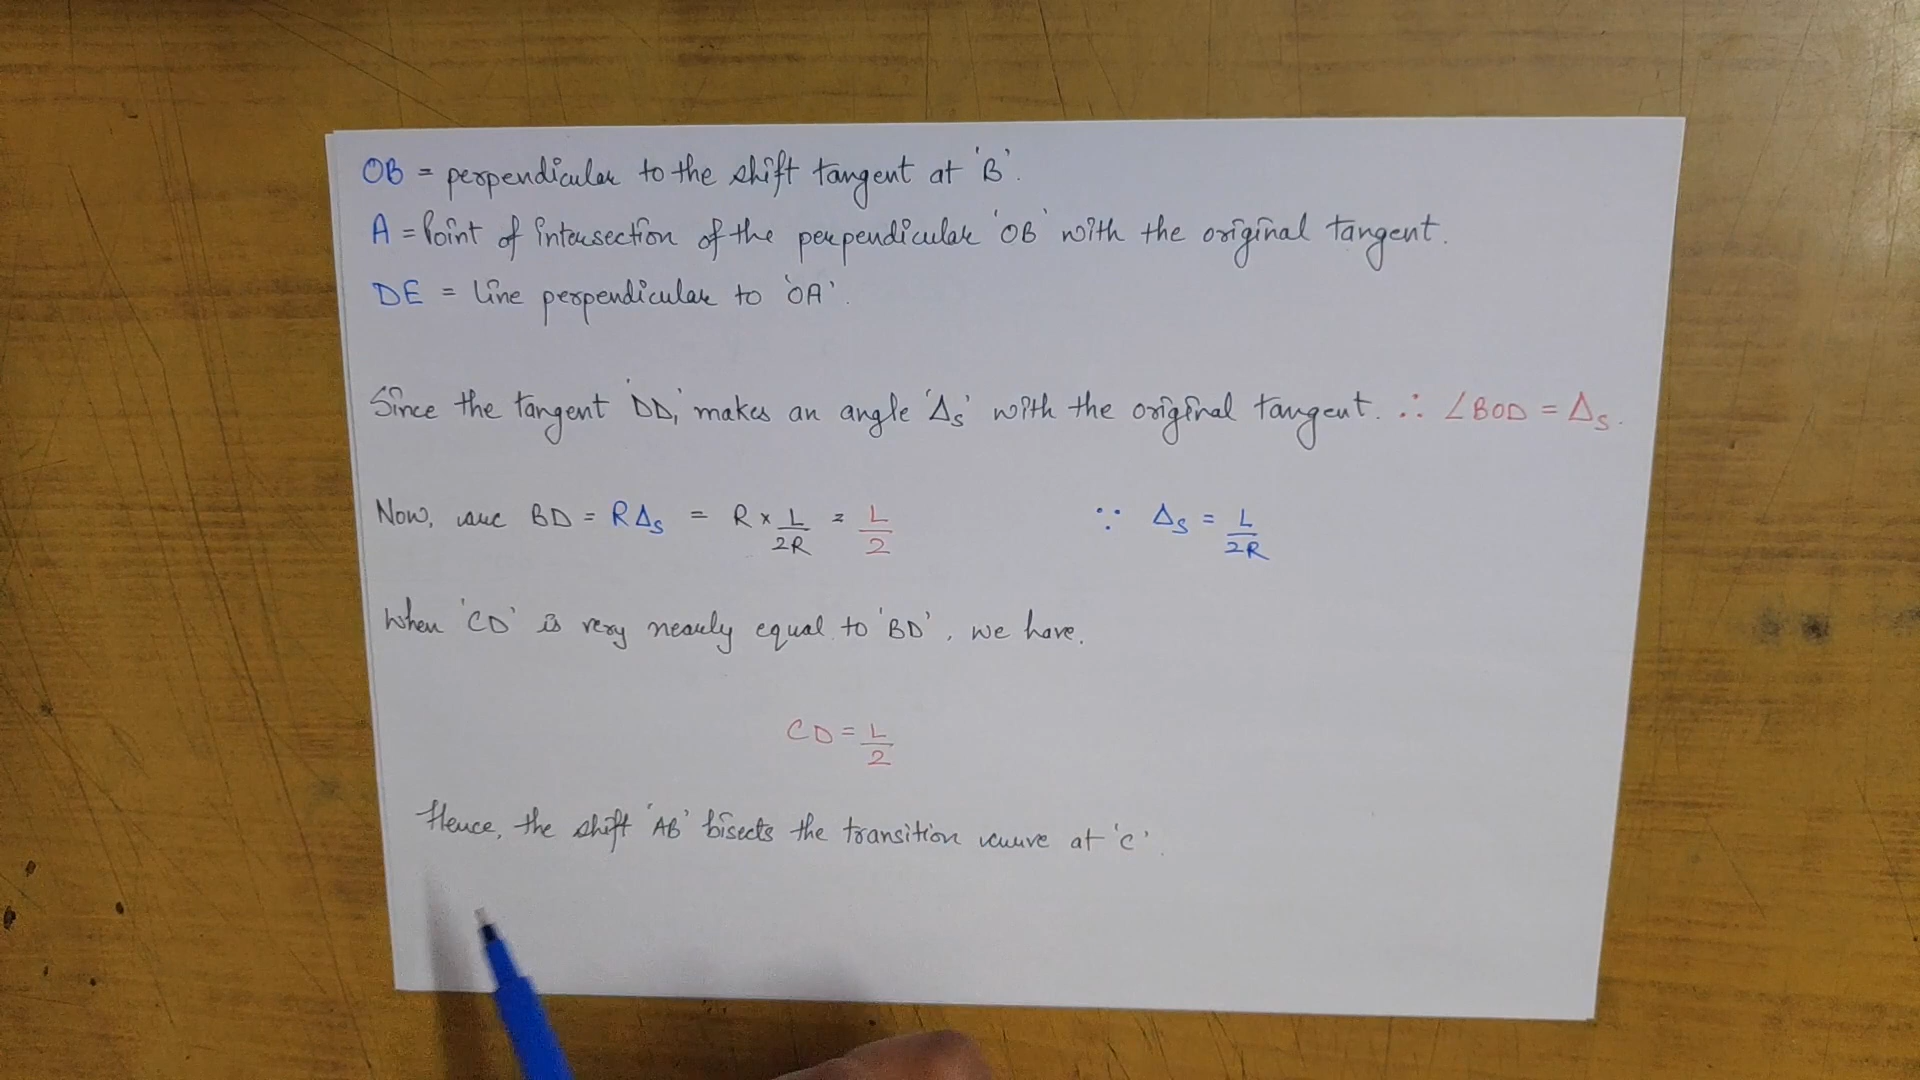 OB = perpendicular to the shift tangent at 'B'.
A = Point of intersection of the perpendicular 'OB' with the original tangent.
DE = line perpendicular to 'OA'.
Since the tangent 'DD₁' makes an angle 'Δs' with the original tangent. ∴ ∠BOD = Δs.
Now, arc BD = RΔs = R × L/2R = L/2 ∵ Δs = L/2R
When 'CD' is very nearly equal to 'BD', we have.
CD = L/2
Hence, the shift 'AB' bisects the transition curve at 'C'.